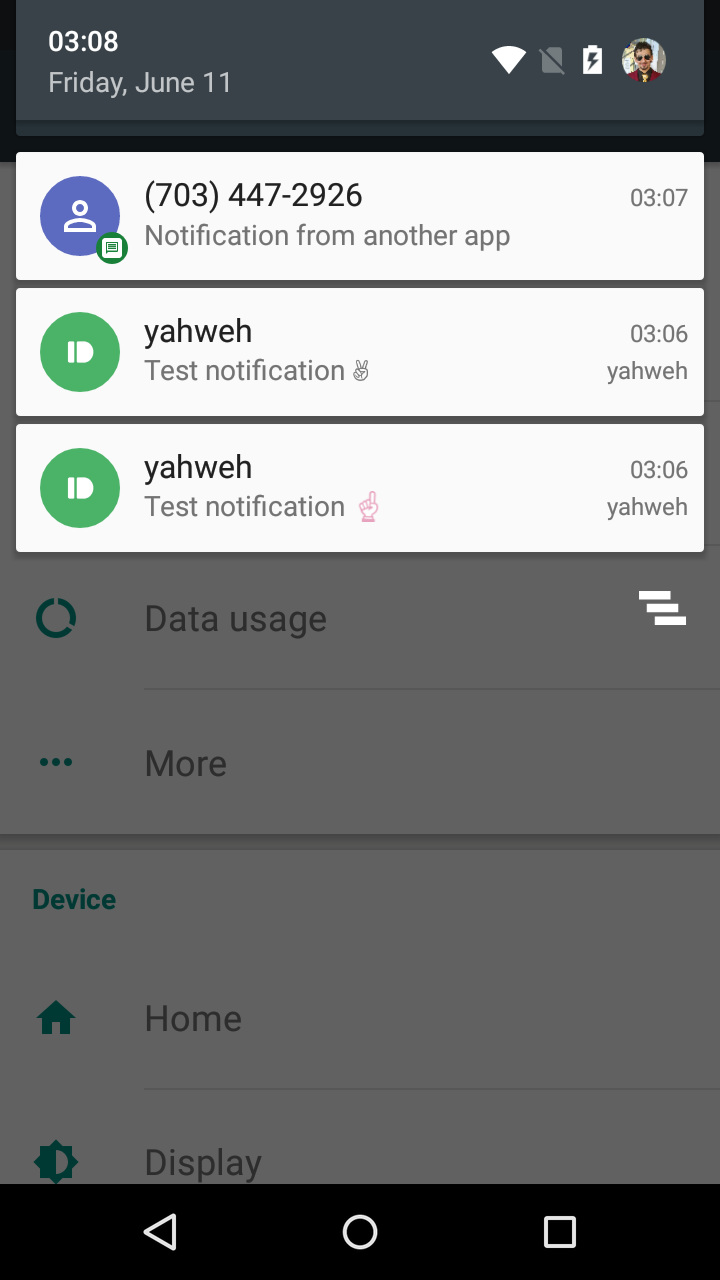 03:08
Friday, June 11
(703) 447-2926 03:07
Notification from another app
yahweh 03:06
Test notification ✌ yahweh
yahweh 03:06
Test notification ☝ yahweh
Data usage
More
Device
Home
Display